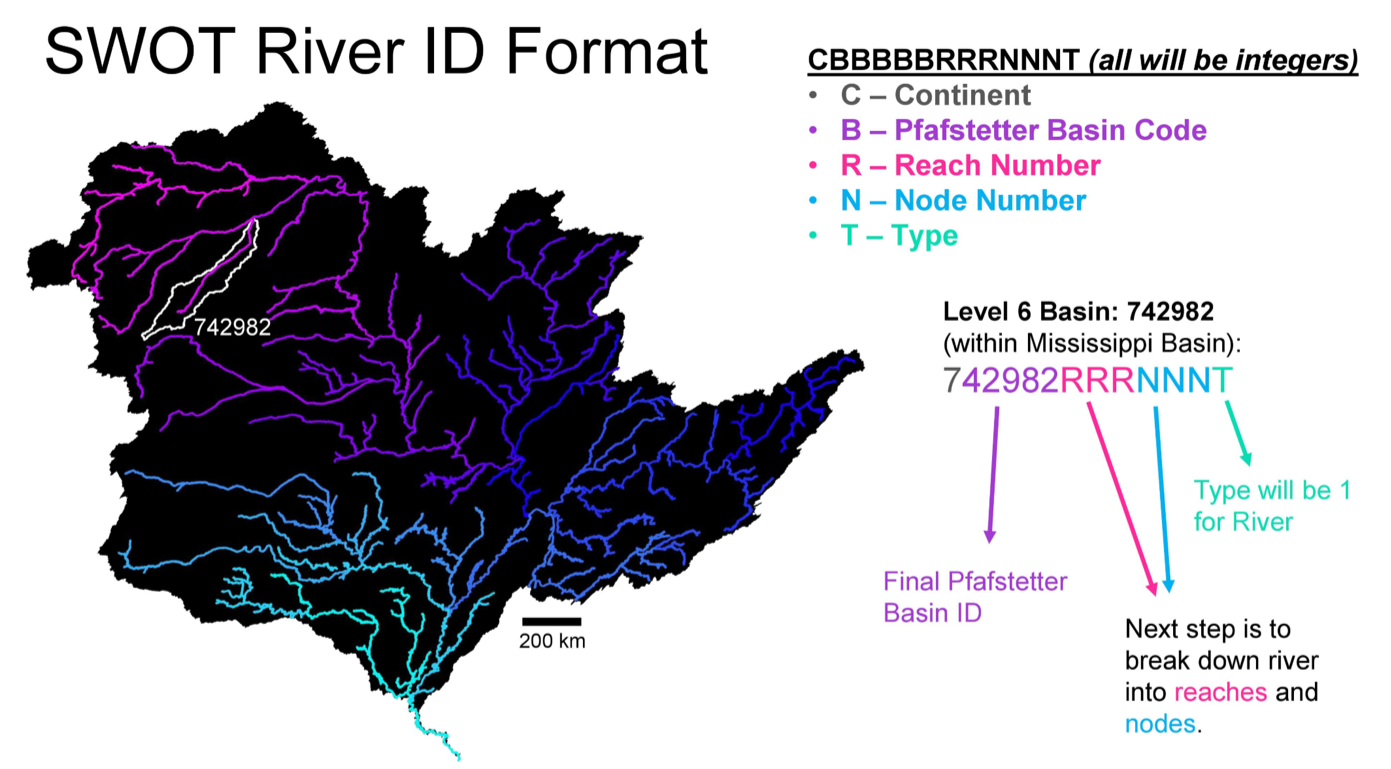 SWOT River ID Format
CBBBBBRRRNNNT (all will be integers)
• C – Continent
• B – Pfafstetter Basin Code
• R – Reach Number
• N – Node Number
• T – Type
742982
Level 6 Basin: 742982
(within Mississippi Basin):
742982RRRNNNT
Type will be 1
for River
Final Pfafstetter
Basin ID
200 km
Next step is to
break down river
into reaches and
nodes.